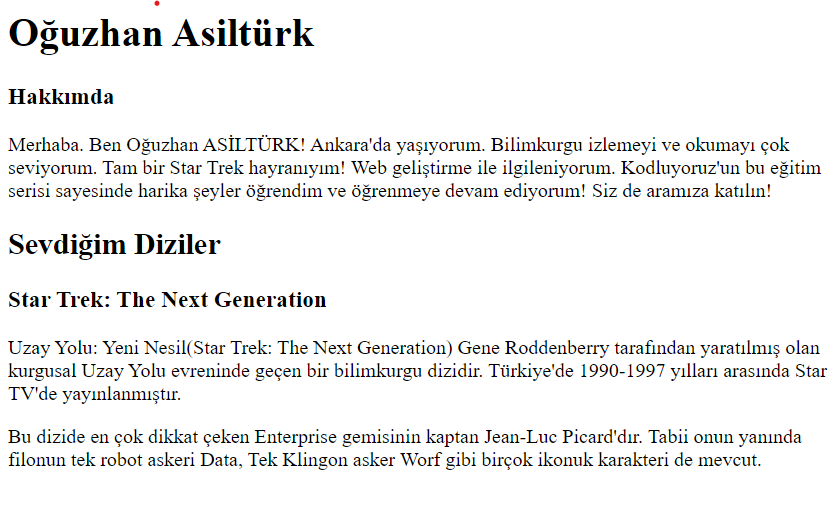 Oğuzhan Asiltürk
Hakkımda
Merhaba. Ben Oğuzhan ASİLTÜRK! Ankara'da yaşıyorum. Bilimkurgu izlemeyi ve okumayı çok
seviyorum. Tam bir Star Trek hayranıyım! Web geliştirme ile ilgileniyorum. Kodluyoruz'un bu eğitim
serisi sayesinde harika şeyler öğrendim ve öğrenmeye devam ediyorum! Siz de aramıza katılın!
Sevdiğim Diziler
Star Trek: The Next Generation
Uzay Yolu: Yeni Nesil(Star Trek: The Next Generation) Gene Roddenberry tarafından yaratılmış olan
kurgusal Uzay Yolu evreninde geçen bir bilimkurgu dizidir. Türkiye'de 1990-1997 yılları arasında Star
TV'de yayınlanmıştır.
Bu dizide en çok dikkat çeken Enterprise gemisinin kaptan Jean-Luc Picard'dır. Tabii onun yanında
filonun tek robot askeri Data, Tek Klingon asker Worf gibi birçok ikonuk karakteri de mevcut.